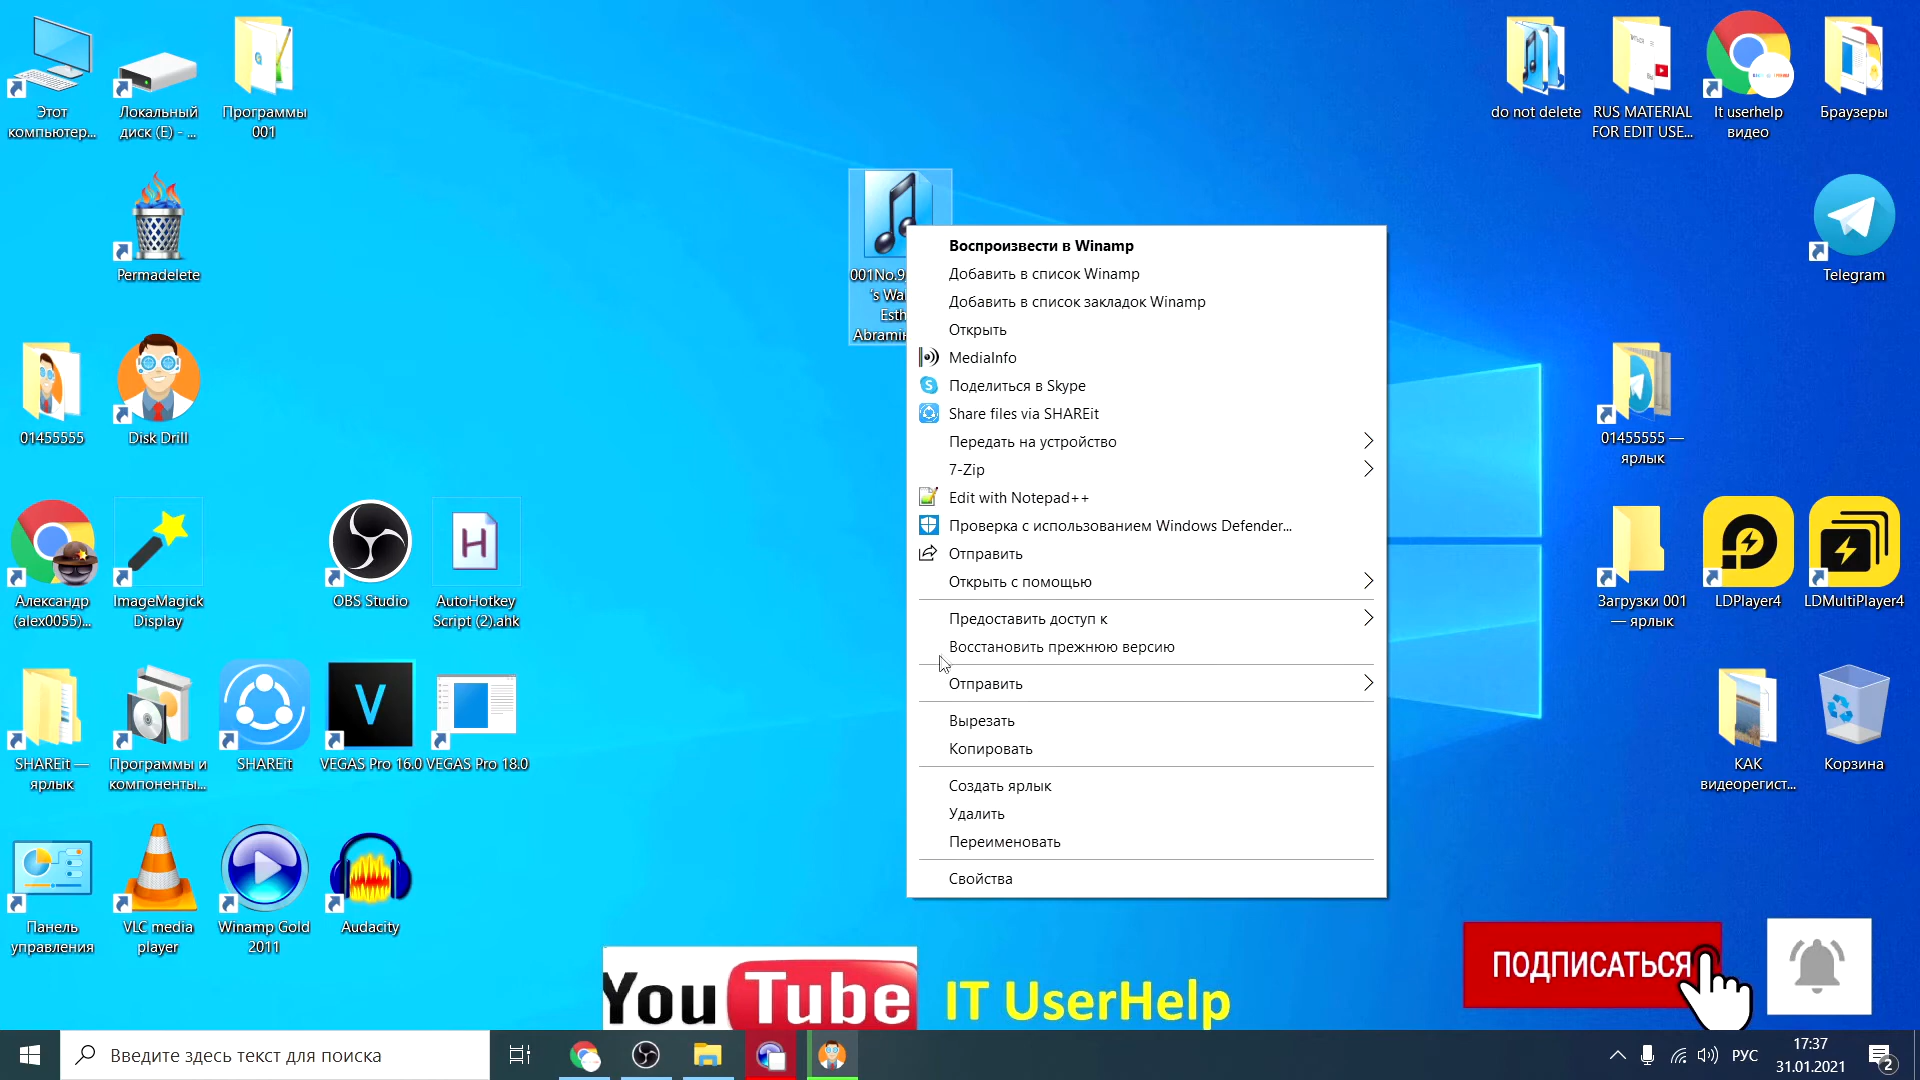 Этот
компьютер...
Локальный
диск (E) - ...
Программы
001
do not delete
RUS MATERIAL
FOR EDIT USE...
It userhelp
видео
Браузеры
Permadelete
001No.9
's Wa
Esth
Abrami
Telegram
01455555
Disk Drill
01455555 —
ярлык
Александр
(alex0055)...
ImageMagick
Display
OBS Studio
AutoHotkey
Script (2).ahk
Загрузки 001
— ярлык
LDPlayer4
LDMultiPlayer4
SHAREit —
ярлык
Программы и
компоненты...
SHAREit
VEGAS Pro 16.0
VEGAS Pro 18.0
КАК
видеорегист...
Корзина
Панель
управления
VLC media
player
Winamp Gold
2011
Audacity
Воспроизвести в Winamp
Добавить в список Winamp
Добавить в список закладок Winamp
Открыть
MediaInfo
Поделиться в Skype
Share files via SHAREit
Передать на устройство
7-Zip
Edit with Notepad++
Проверка с использованием Windows Defender...
Отправить
Открыть с помощью
Предоставить доступ к
Восстановить прежнюю версию
Отправить
Вырезать
Копировать
Создать ярлык
Удалить
Переименовать
Свойства
YouTube
IT UserHelp
ПОДПИСАТЬСЯ
Введите здесь текст для поиска
РУС
17:37
31.01.2021
2